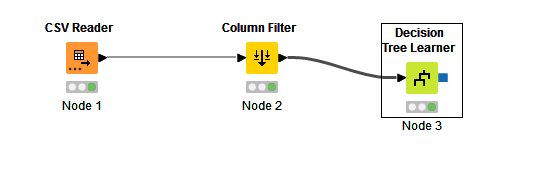 CSV Reader
Node 1
Column Filter
Node 2
Decision
Tree Learner
Node 3